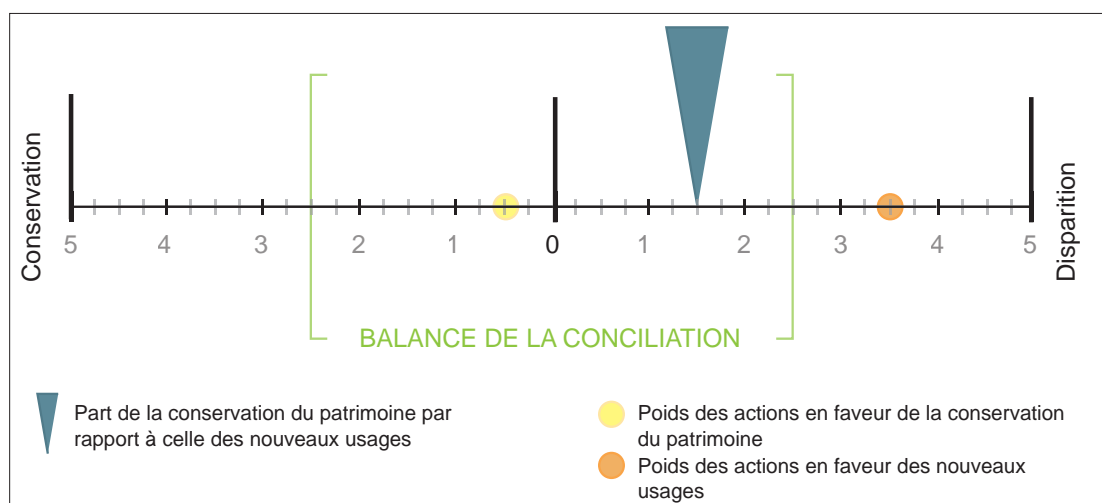 Conservation
Disparition
5 4 3 2 1 0 1 2 3 4 5
BALANCE DE LA CONCILIATION
Part de la conservation du patrimoine par
rapport à celle des nouveaux usages
Poids des actions en faveur de la conservation
du patrimoine
Poids des actions en faveur des nouveaux
usages